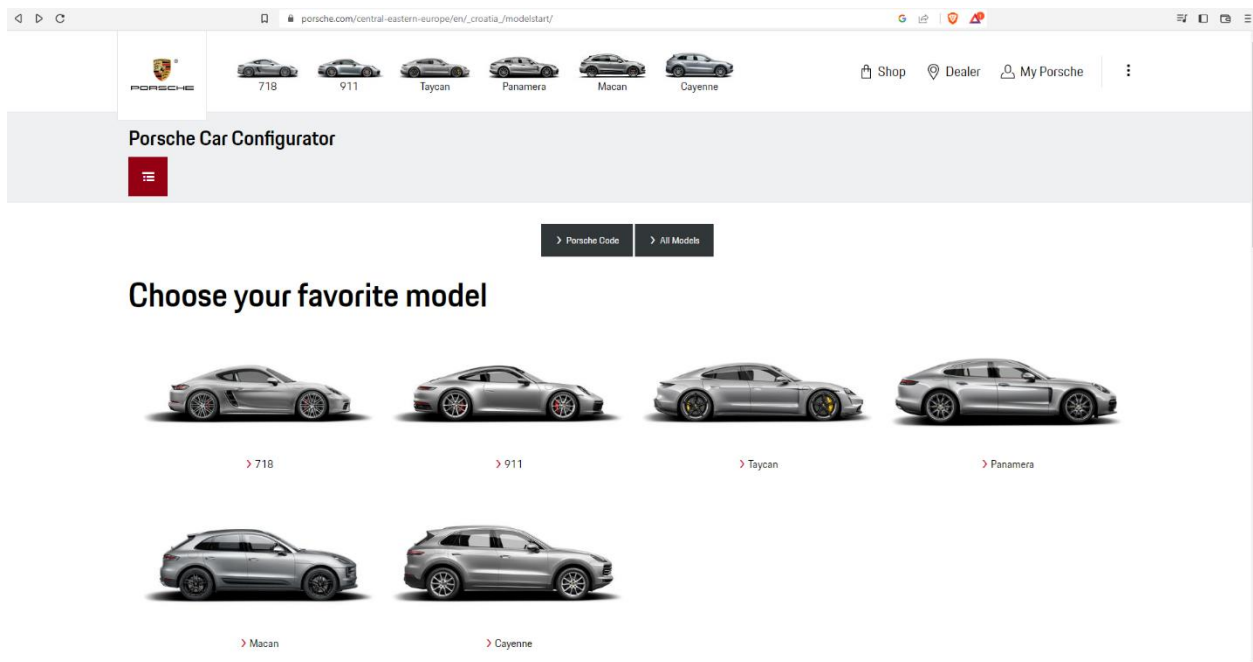 porsche.com/central-eastern-europe/en/_croatia_/modelstart/
PORSCHE
718 911 Taycan Panamera Macan Cayenne
Shop Dealer My Porsche
Porsche Car Configurator
Porsche Code All Models
Choose your favorite model
718 911 Taycan Panamera
Macan Cayenne